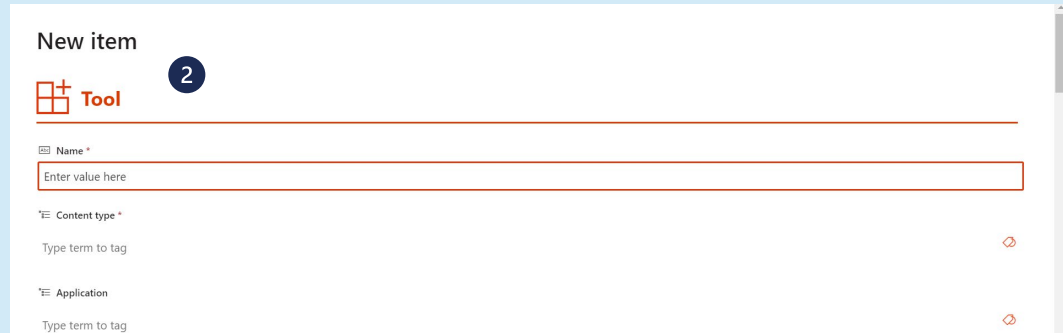 New item
2
Tool
Abc Name *
Enter value here
Content type *
Type term to tag
Application
Type term to tag